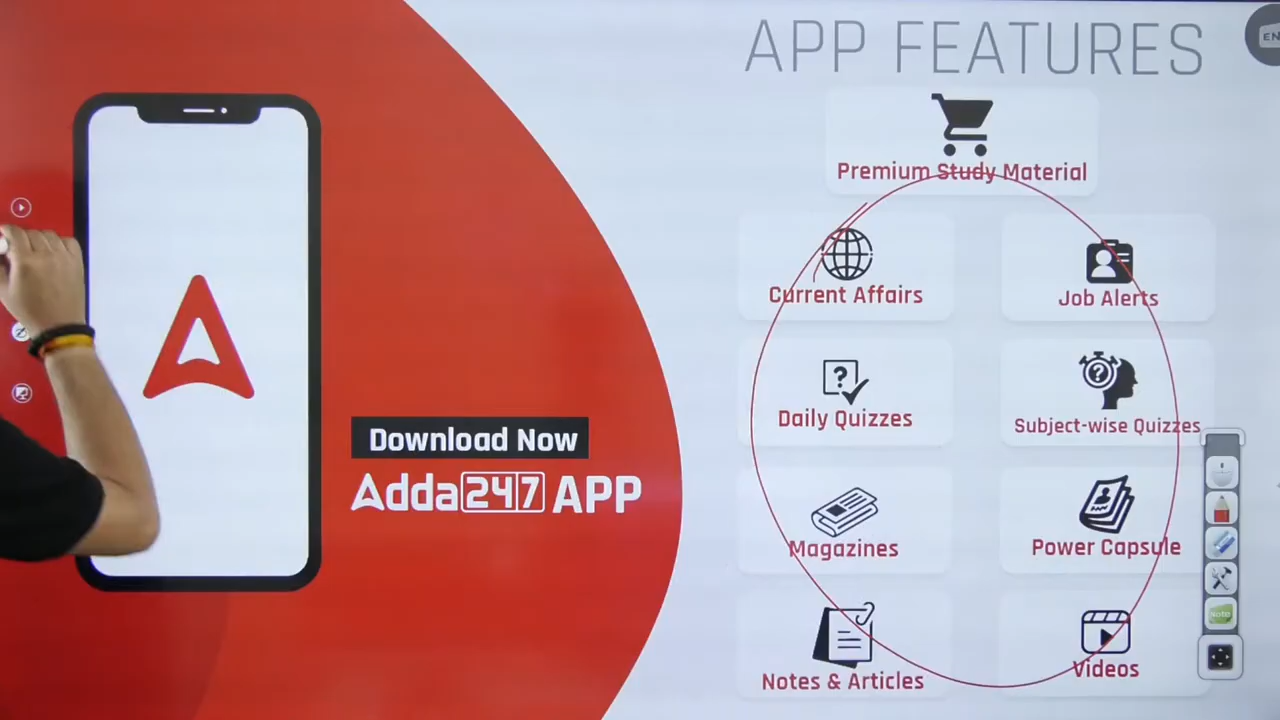 APP FEATURES
EN
Premium Study Material
Current Affairs
Job Alerts
Daily Quizzes
Subject-wise Quizzes
Download Now
Adda247 APP
Magazines
Power Capsule
Notes & Articles
Videos